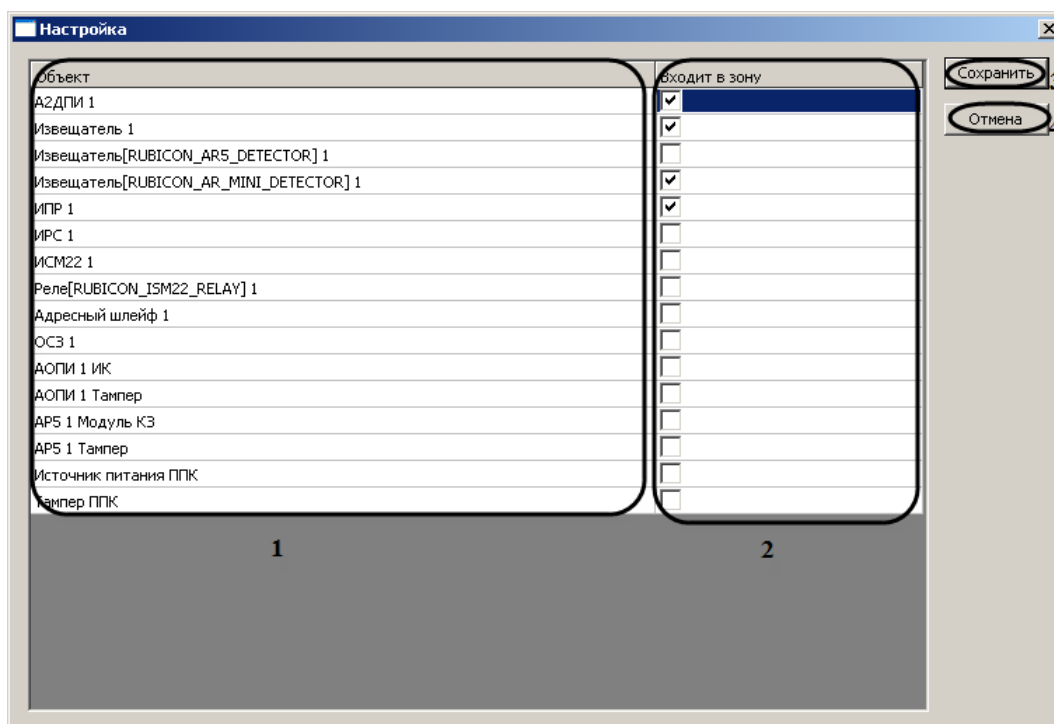 Настройка
Объект Входит в зону
А2ДПИ 1
Извещатель 1
Извещатель[RUBICON_AR5_DETECTOR] 1
Извещатель[RUBICON_AR_MINI_DETECTOR] 1
ИПР 1
ИРС 1
ИСМ22 1
Реле[RUBICON_ISM22_RELAY] 1
Адресный шлейф 1
ОСЗ 1
АОПИ 1 ИК
АОПИ 1 Тампер
АР5 1 Модуль КЗ
АР5 1 Тампер
Источник питания ППК
Тампер ППК
Сохранить
Отмена
1 2